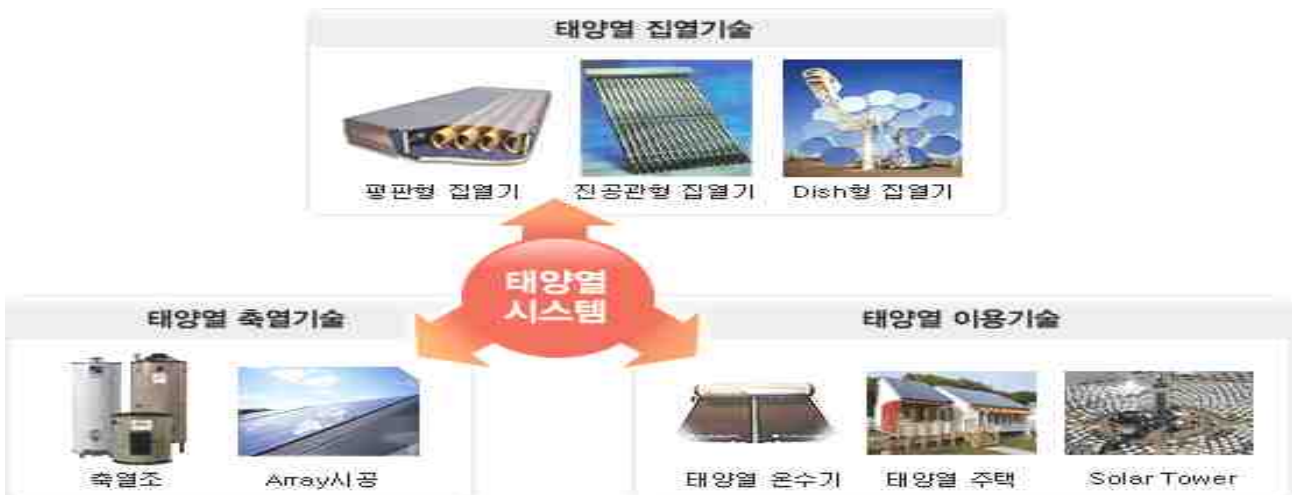 태양열 집열기술
평판형 집열기
진공관형 집열기
Dish형 집열기
태양열
시스템
태양열 축열기술
축열조
Array시공
태양열 이용기술
태양열 온수기
태양열 주택
Solar Tower